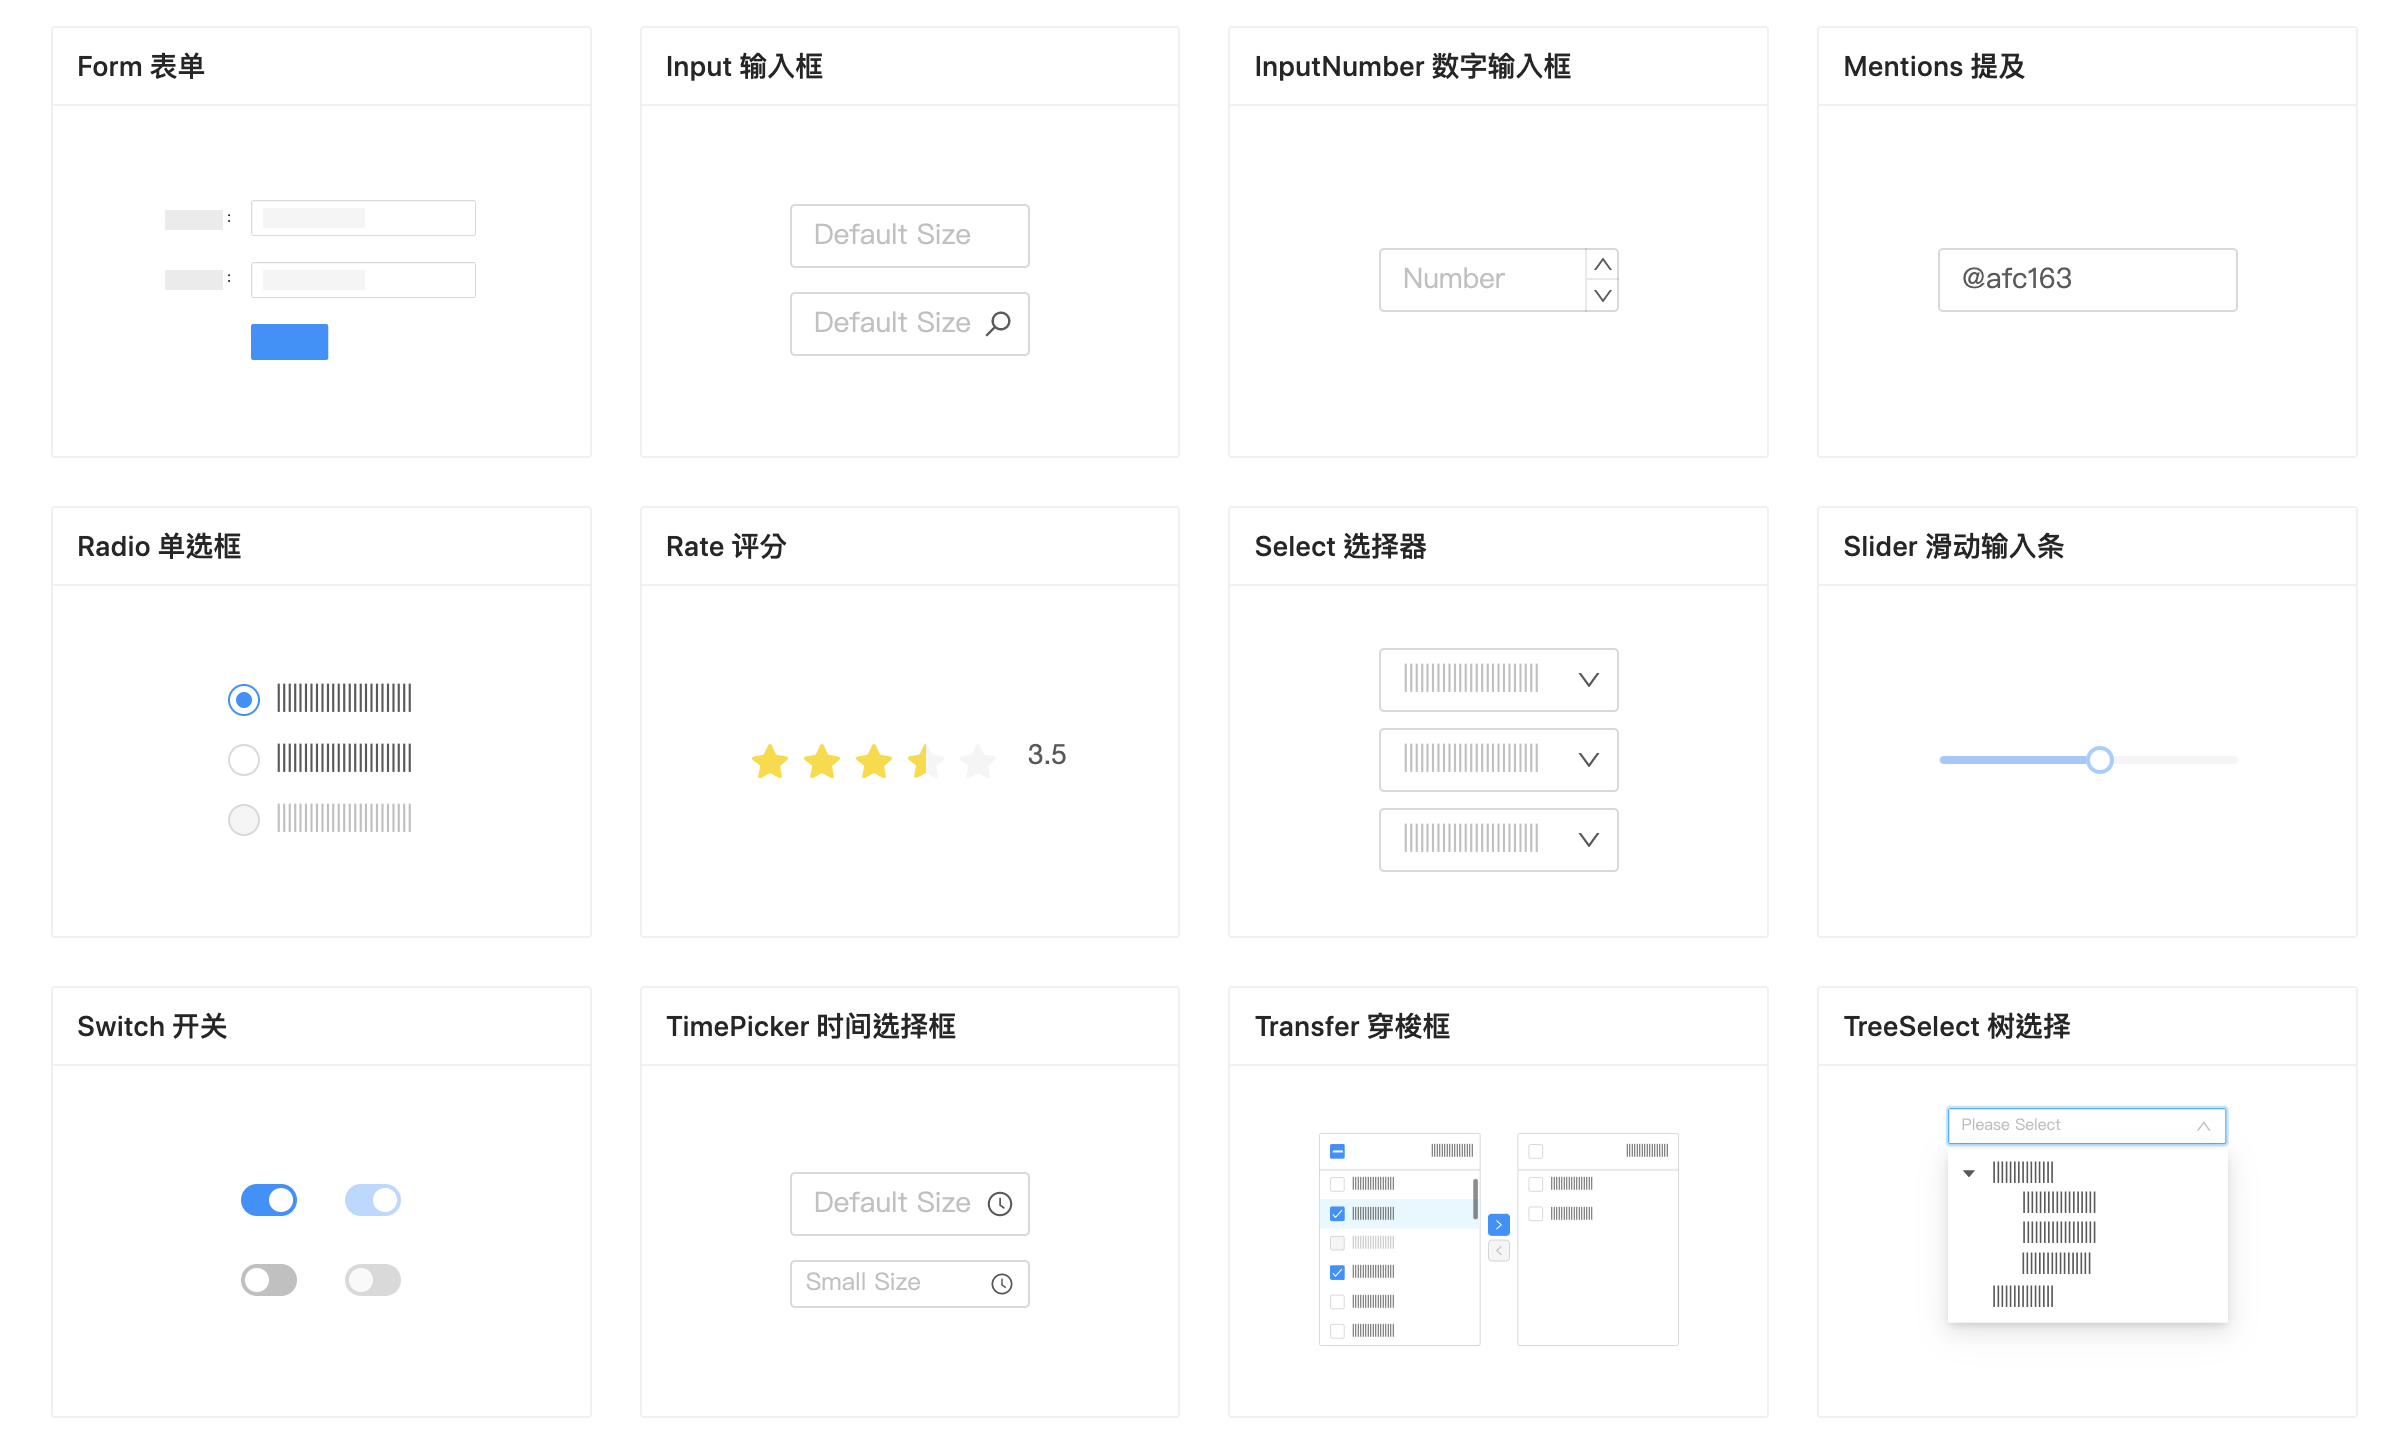 Form 表单
:
:
Input 输入框
Default Size
Default Size
InputNumber 数字输入框
Number
Mentions 提及
@afc163
Radio 单选框
Rate 评分
3.5
Select 选择器
Slider 滑动输入条
Switch 开关
TimePicker 时间选择框
Default Size
Small Size
Transfer 穿梭框
TreeSelect 树选择
Please Select